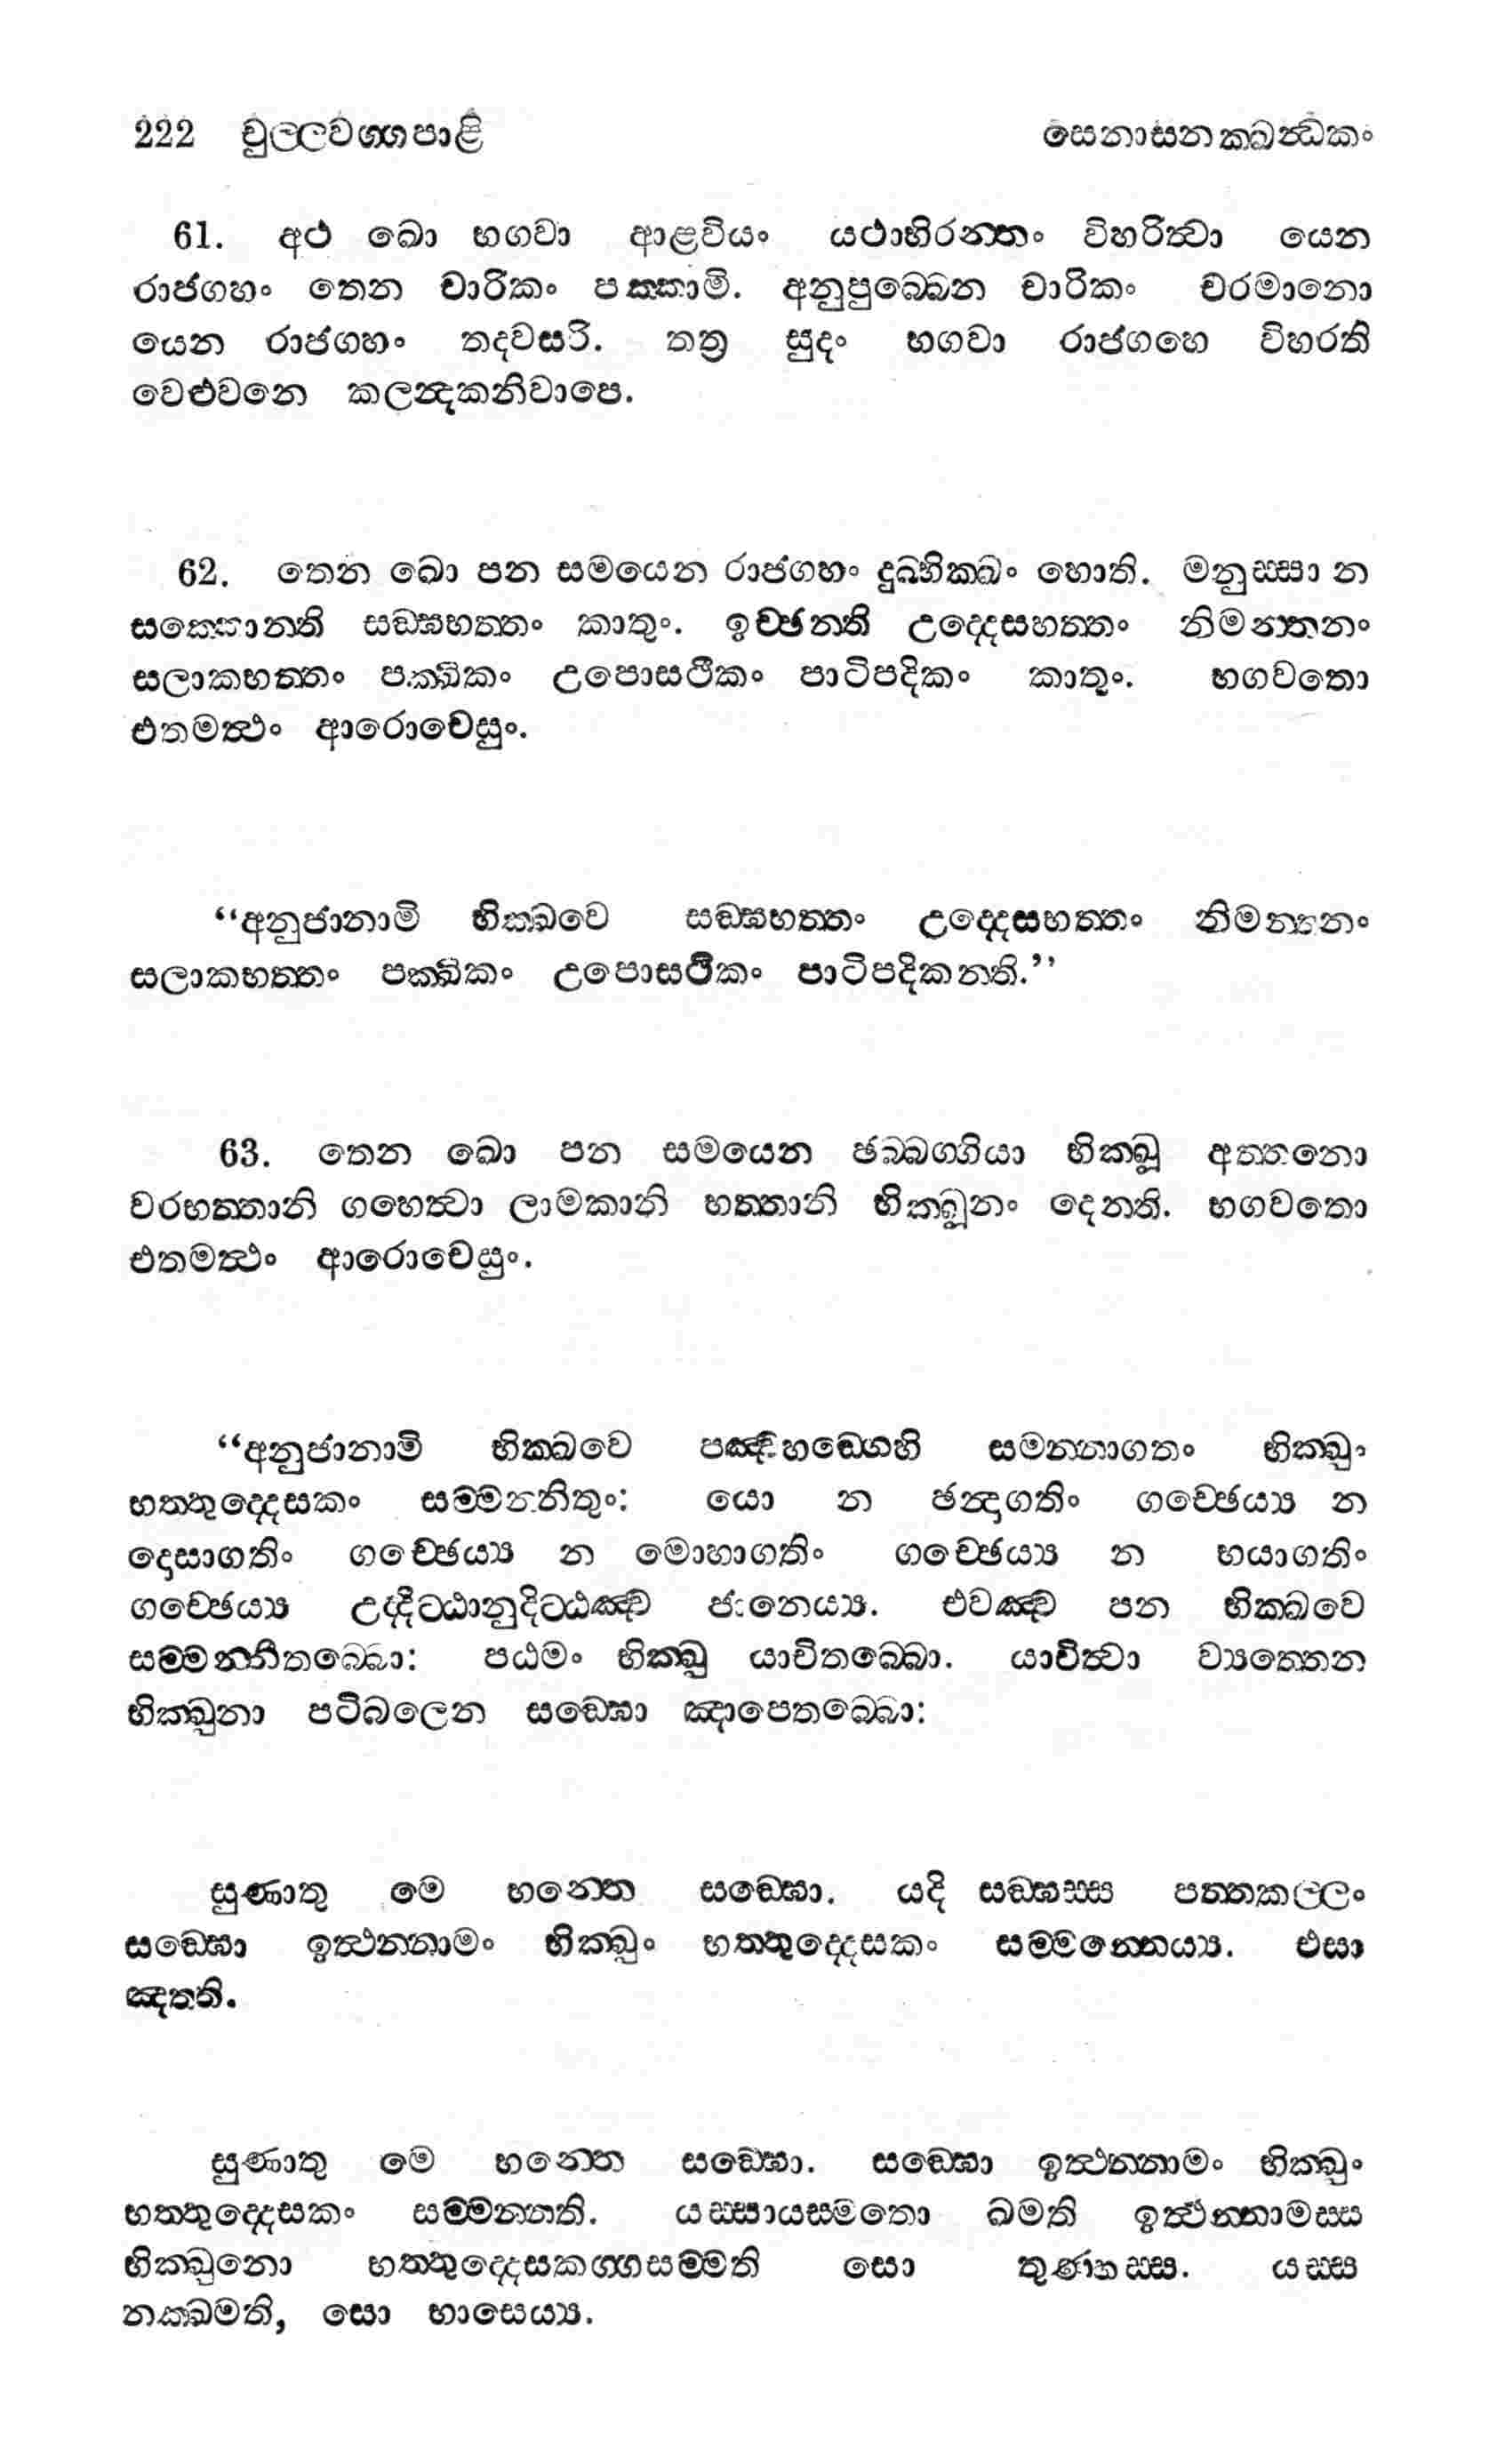 222 චුල්ලවග්ගපාළි සෙනාසනක්ඛන්ධකං
61. අථ ඛො භගවා ආළවියං යථාභිරන්තං විහරිත්වා යෙන
රාජගහං තෙන චාරිකං පක්කාමි. අනුපුබ්බෙන චාරිකං චරමානො
යෙන රාජගහං තදවසරි. තත්‍ර සුදං භගවා රාජගහෙ විහරති
වෙළුවනෙ කලන්දකනිවාපෙ.
62. තෙන ඛො පන සමයෙන රාජගහං දුබ්භික්ඛං හොති. මනුස්සා න
සක්කොන්ති සඞ්ඝභත්තං කාතුං. ඉච්ඡන්ති උද්දෙසභත්තං නිමන්තනං
සලාකභත්තං පක්ඛිකං උපොසථිකං පාටිපදිකං කාතුං. භගවතො
එතමත්ථං ආරොචෙසුං.
“අනුජානාමි භික්ඛවෙ සඞ්ඝභත්තං උද්දෙසභත්තං නිමන්තනං
සලාකභත්තං පක්ඛිකං උපොසථිකං පාටිපදිකන්ති.”
63. තෙන ඛො පන සමයෙන ඡබ්බග්ගියා භික්ඛූ අත්තනො
වරභත්තානි ගහෙත්වා ලාමකානි භත්තානි භික්ඛූනං දෙන්ති. භගවතො
එතමත්ථං ආරොචෙසුං.
“අනුජානාමි භික්ඛවෙ පඤ්චහඞ්ගෙහි සමන්නාගතං භික්ඛුං
භත්තුද්දෙසකං සම්මන්නිතුං: යො න ඡන්දාගතිං ගච්ඡෙය්‍ය න
දොසාගතිං ගච්ඡෙය්‍ය න මොහාගතිං ගච්ඡෙය්‍ය න භයාගතිං
ගච්ඡෙය්‍ය උද්දිට්ඨානුදිට්ඨඤ්ච ජානෙය්‍ය. එවඤ්ච පන භික්ඛවෙ
සම්මන්නිතබ්බො: පඨමං භික්ඛු යාචිතබ්බො. යාචිත්වා ව්‍යත්තෙන
භික්ඛුනා පටිබලෙන සඞ්ඝො ඤාපෙතබ්බො:
සුණාතු මෙ භන්තෙ සඞ්ඝො. යදි සඞ්ඝස්ස පත්තකල්ලං
සඞ්ඝො ඉත්ථන්නාමං භික්ඛුං භත්තුද්දෙසකං සම්මන්නෙය්‍ය. එසා
ඤත්ති.
සුණාතු මෙ භන්තෙ සඞ්ඝො. සඞ්ඝො ඉත්ථන්නාමං භික්ඛුං
භත්තුද්දෙසකං සම්මන්නති. යස්සායස්මතො ඛමති ඉත්ථන්නාමස්ස
භික්ඛුනො භත්තුද්දෙසකග්ගසම්මති සො තුණ්හස්ස. යස්ස
නක්ඛමති, සො භාසෙය්‍ය.